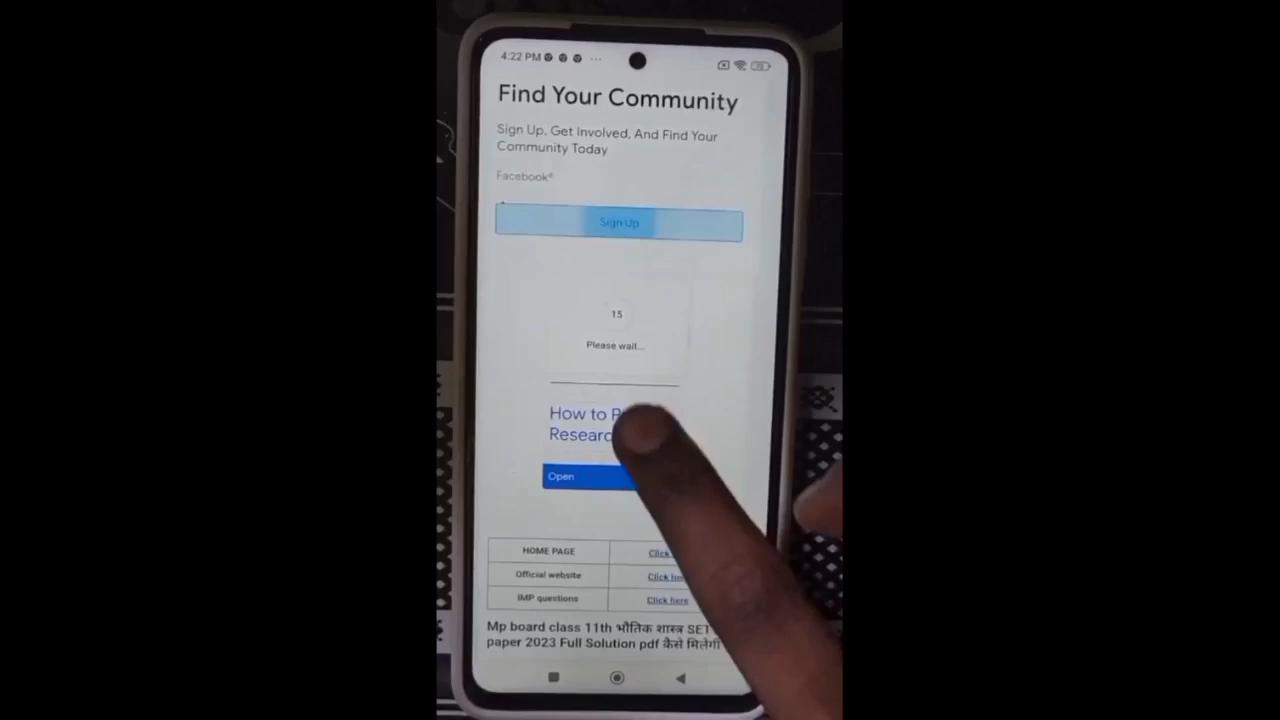 4:22 PM
Find Your Community
Sign Up, Get Involved, And Find Your
Community Today
Facebook®
Sign Up
15
Please wait...
How to
Researc
Open
HOME PAGE Click
Official website Click
IMP questions Click here
Mp board class 11th भौतिक शास्त्र SET
paper 2023 Full Solution pdf कैसे मिलेगी